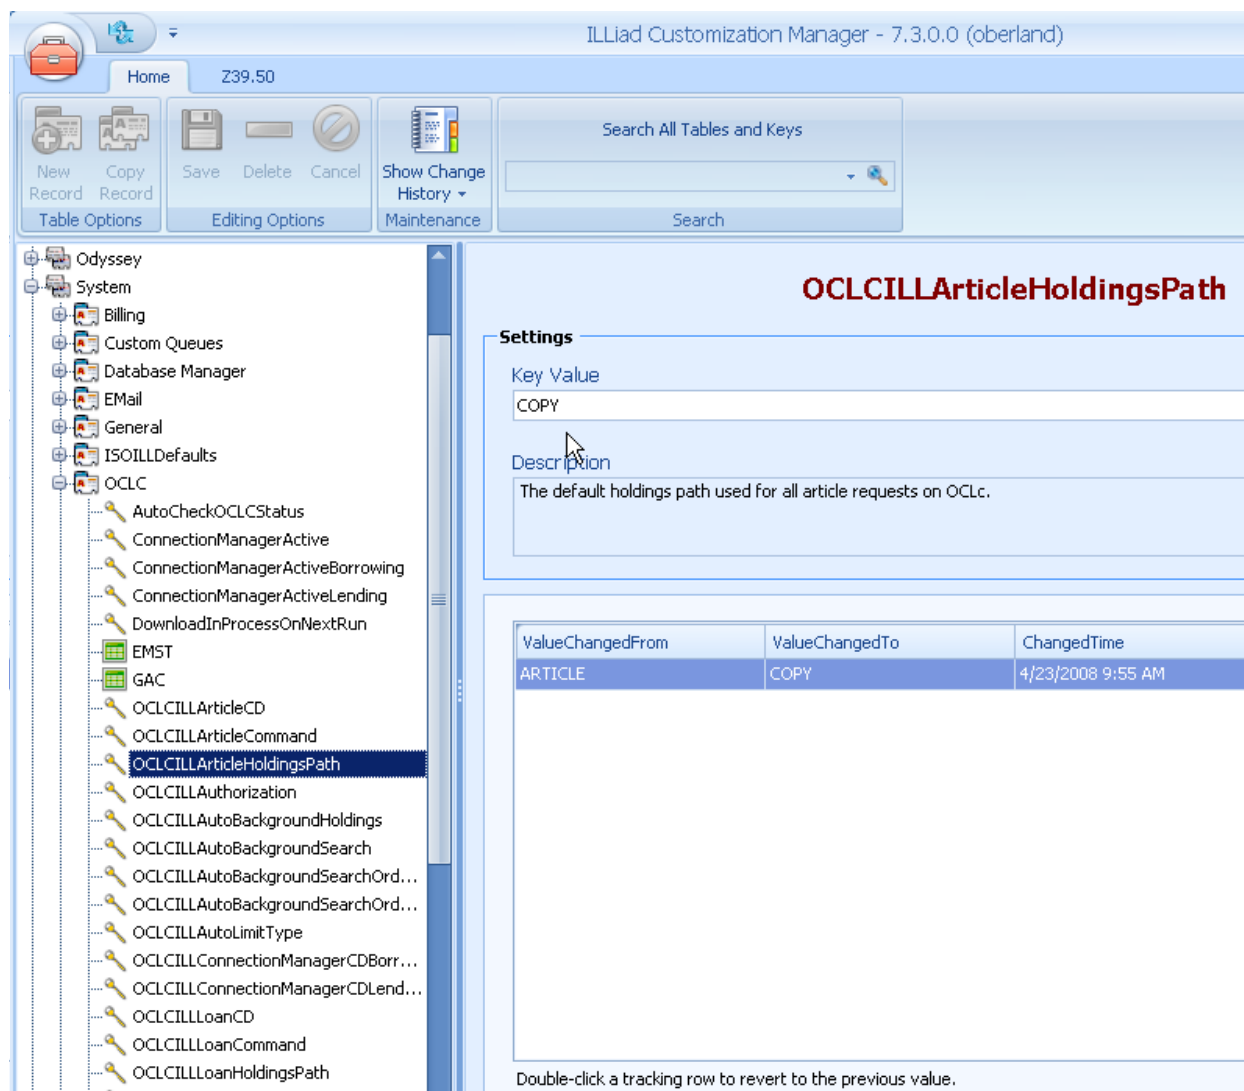 ILLiad Customization Manager - 7.3.0.0 (oberland)
Home Z39.50
New Record
Copy Record
Save
Delete
Cancel
Show Change History
Search All Tables and Keys
Table Options
Editing Options
Maintenance
Search
Odyssey
System
Billing
Custom Queues
Database Manager
EMail
General
ISOILLDefaults
OCLC
AutoCheckOCLCStatus
ConnectionManagerActive
ConnectionManagerActiveBorrowing
ConnectionManagerActiveLending
DownloadInProcessOnNextRun
EMST
GAC
OCLCILLArticleCD
OCLCILLArticleCommand
OCLCILLArticleHoldingsPath
OCLCILLAuthorization
OCLCILLAutoBackgroundHoldings
OCLCILLAutoBackgroundSearch
OCLCILLAutoBackgroundSearchOrd...
OCLCILLAutoBackgroundSearchOrd...
OCLCILLAutoLimitType
OCLCILLConnectionManagerCDBorr...
OCLCILLConnectionManagerCDLend...
OCLCILLLoanCD
OCLCILLLoanCommand
OCLCILLLoanHoldingsPath
OCLCILLArticleHoldingsPath
Settings
Key Value
COPY
Description
The default holdings path used for all article requests on OCLc.
ValueChangedFrom ValueChangedTo ChangedTime
ARTICLE COPY 4/23/2008 9:55 AM
Double-click a tracking row to revert to the previous value.